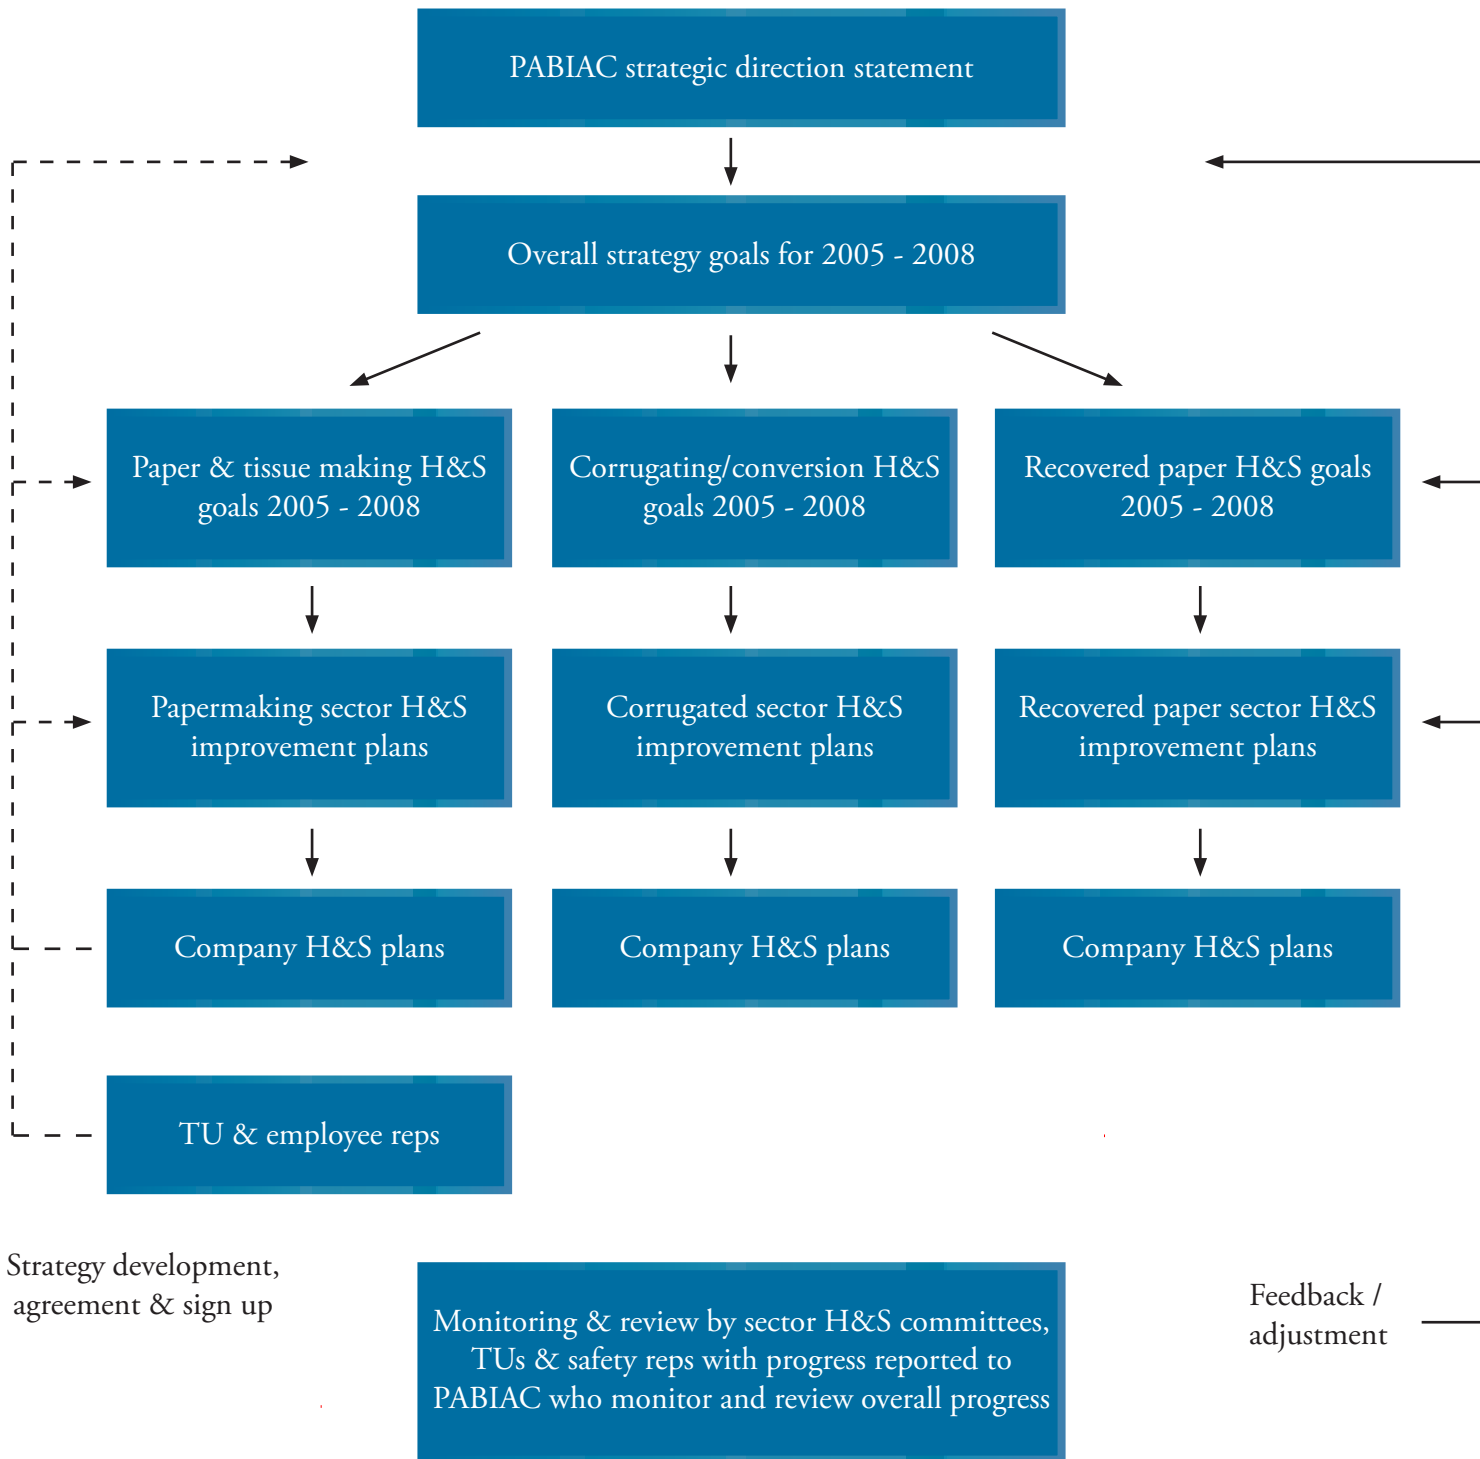 PABIAC strategic direction statement
Overall strategy goals for 2005 - 2008
Paper & tissue making H&S
goals 2005 - 2008
Corrugating/conversion H&S
goals 2005 - 2008
Recovered paper H&S goals
2005 - 2008
Papermaking sector H&S
improvement plans
Corrugated sector H&S
improvement plans
Recovered paper sector H&S
improvement plans
Company H&S plans
Company H&S plans
Company H&S plans
TU & employee reps
Strategy development,
agreement & sign up
Monitoring & review by sector H&S committees,
TUs & safety reps with progress reported to
PABIAC who monitor and review overall progress
Feedback /
adjustment